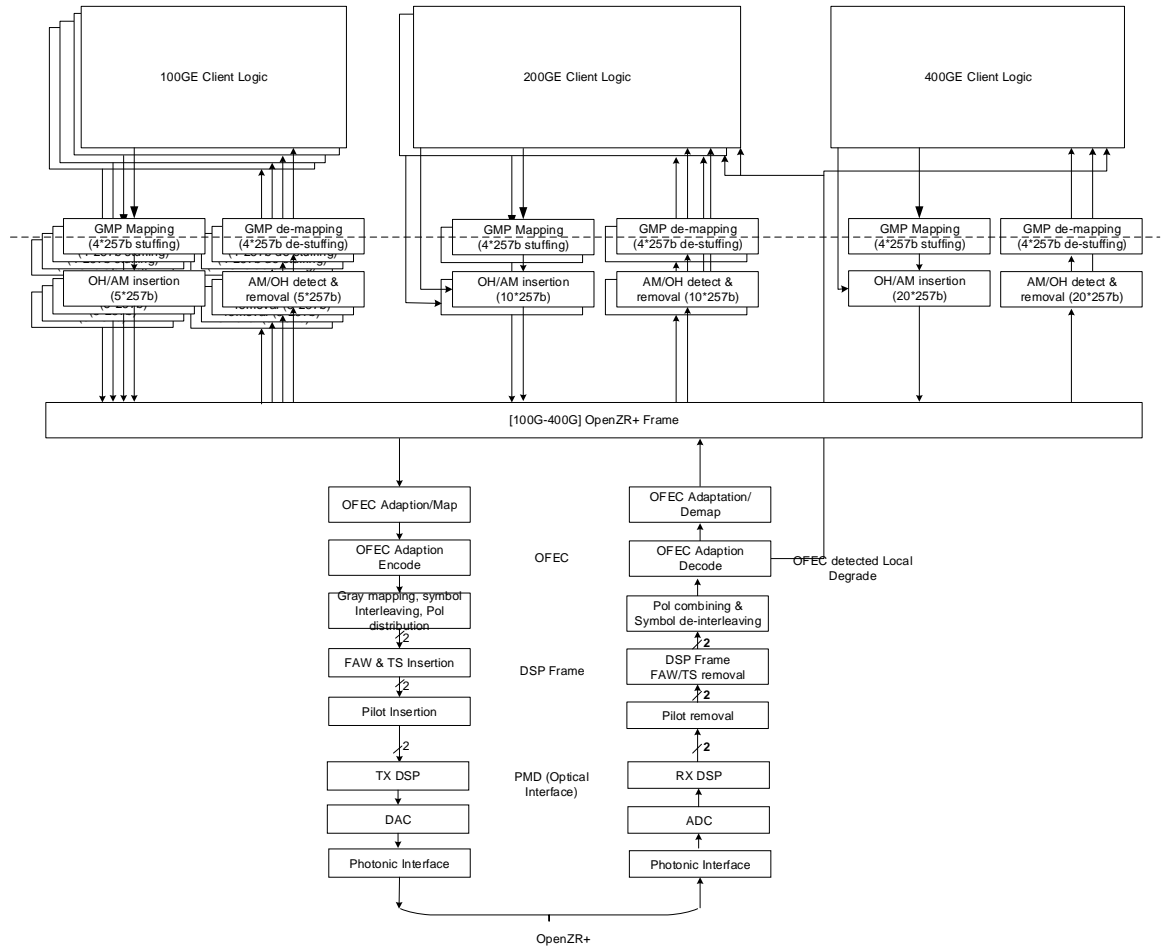 100GE Client Logic
200GE Client Logic
400GE Client Logic
GMP Mapping
(4*257b stuffing)
GMP de-mapping
(4*257b de-stuffing)
GMP Mapping
(4*257b stuffing)
GMP de-mapping
(4*257b de-stuffing)
GMP Mapping
(4*257b stuffing)
GMP de-mapping
(4*257b de-stuffing)
OH/AM insertion
(5*257b)
AM/OH detect &
removal (5*257b)
OH/AM insertion
(10*257b)
AM/OH detect &
removal (10*257b)
OH/AM insertion
(20*257b)
AM/OH detect &
removal (20*257b)
[100G-400G] OpenZR+ Frame
OFEC Adaption/Map
OFEC Adaptation/
Demap
OFEC Adaption
Encode
OFEC
OFEC Adaption
Decode
OFEC detected Local
Degrade
Gray mapping, symbol
Interleaving, Pol
distribution
Pol combining &
Symbol de-interleaving
2
2
FAW & TS Insertion
DSP Frame
DSP Frame
FAW/TS removal
2
2
Pilot Insertion
Pilot removal
2
2
TX DSP
PMD (Optical
Interface)
RX DSP
DAC
ADC
Photonic Interface
Photonic Interface
OpenZR+